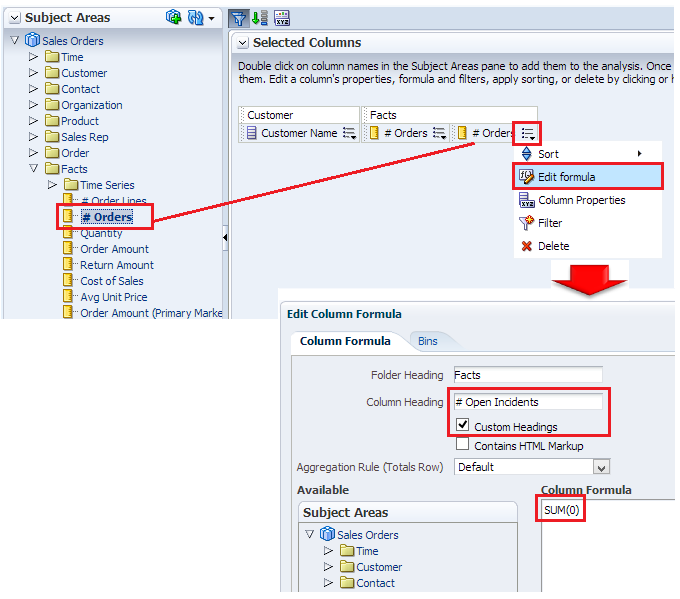 Subject Areas
Sales Orders
Time
Customer
Contact
Organization
Product
Sales Rep
Order
Facts
Time Series
# Order Lines
# Orders
Quantity
Order Amount
Return Amount
Cost of Sales
Avg Unit Price
Order Amount (Primary Marke
XYZ
Selected Columns
Double click on column names in the Subject Areas pane to add them to the analysis. Once
them. Edit a column's properties, formula and filters, apply sorting, or delete by clicking or
Customer Facts
Customer Name # Orders # Orders
Sort
Edit formula
Column Properties
Filter
Delete
Edit Column Formula
Column Formula Bins
Folder Heading Facts
Column Heading # Open Incidents
Custom Headings
Contains HTML Markup
Aggregation Rule (Totals Row) Default
Available Column Formula
Subject Areas SUM(0)
Sales Orders
Time
Customer
Contact